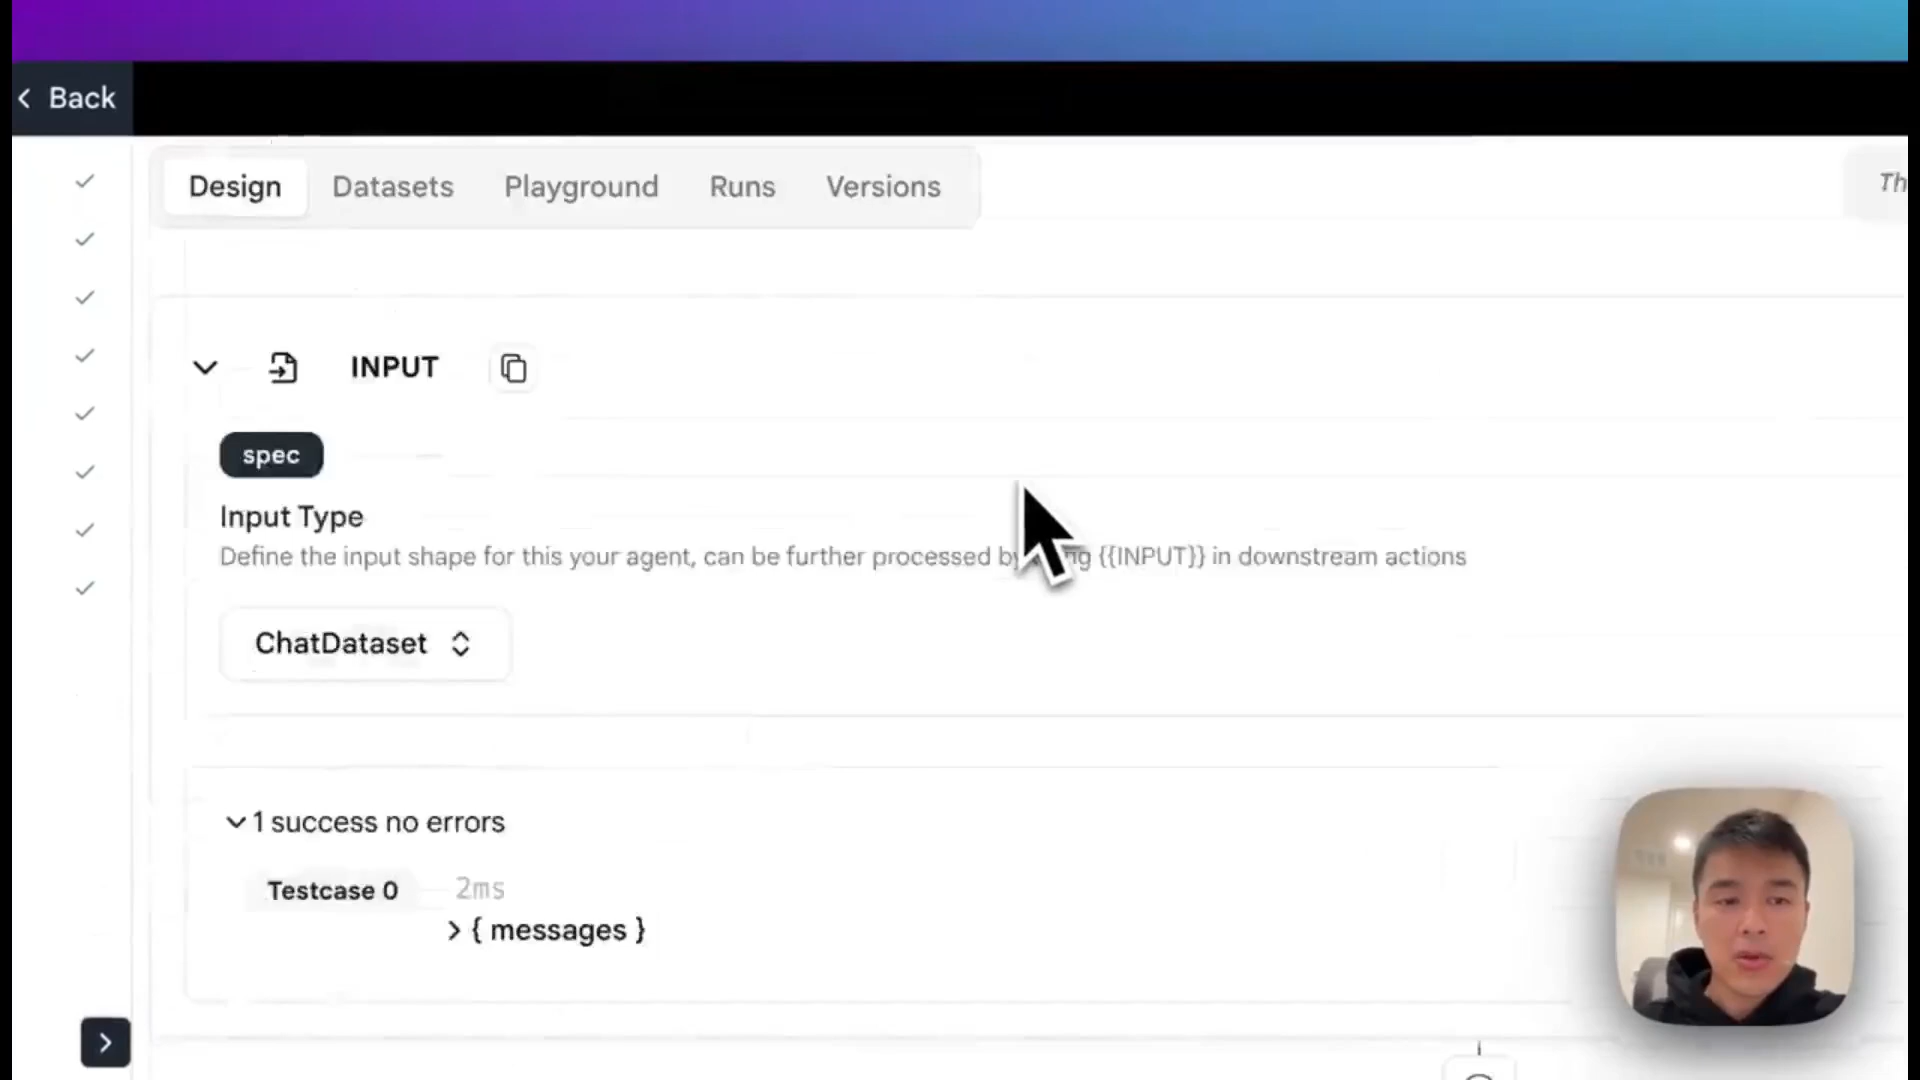 Back
Design Datasets Playground Runs Versions
Th
INPUT
spec
Input Type
Define the input shape for this your agent, can be further processed by {{INPUT}} in downstream actions
ChatDataset
1 success no errors
Testcase 0 2ms
{ messages }